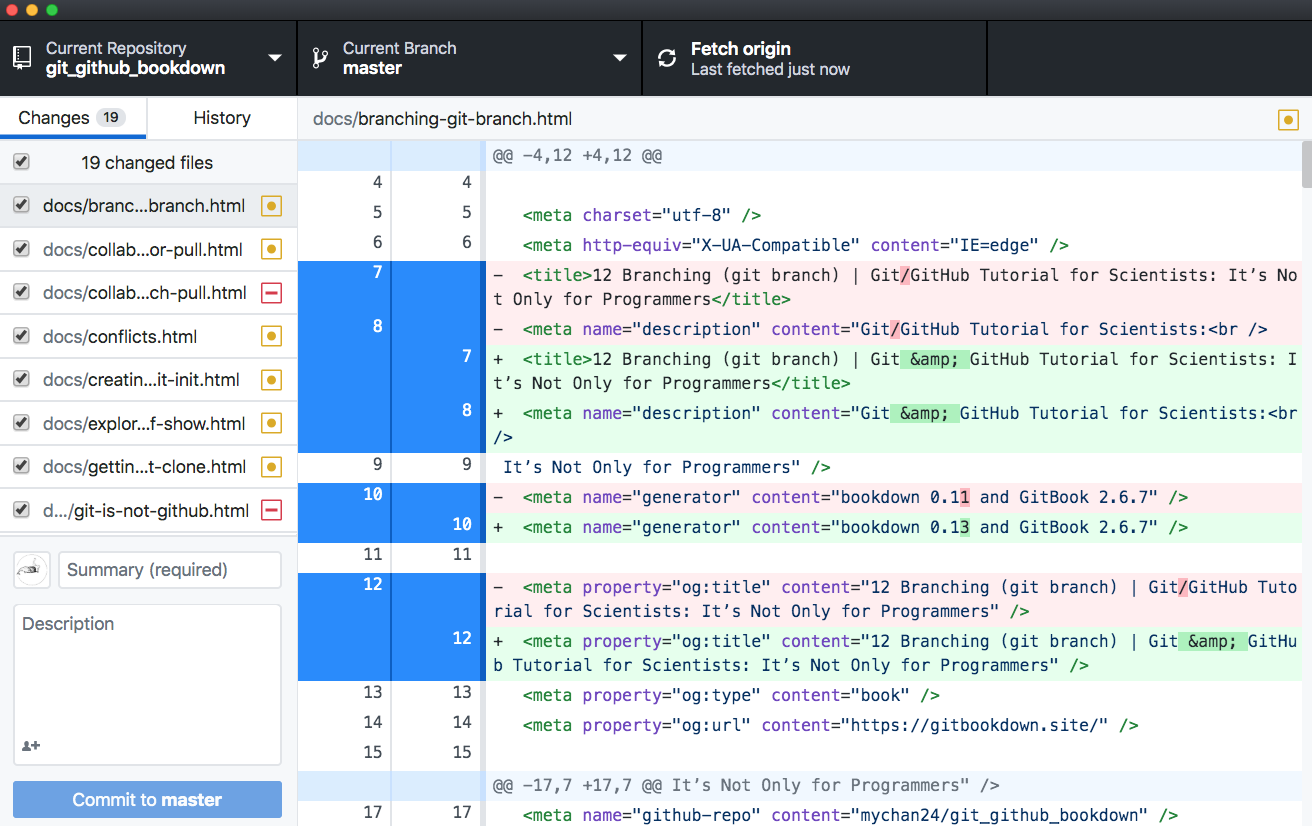 Current Repository
git_github_bookdown
Current Branch
master
Fetch origin
Last fetched just now
Changes 19
History
19 changed files
docs/branc...branch.html
docs/collab...or-pull.html
docs/collab...ch-pull.html
docs/conflicts.html
docs/creatin...it-init.html
docs/explor...f-show.html
docs/gettin...t-clone.html
d.../git-is-not-github.html
Summary (required)
Description
Commit to master
docs/branching-git-branch.html
@@ -4,12 +4,12 @@
4 4
5 5 <meta charset="utf-8" />
6 6 <meta http-equiv="X-UA-Compatible" content="IE=edge" />
7 - <title>12 Branching (git branch) | Git/GitHub Tutorial for Scientists: It’s No
t Only for Programmers</title>
8 - <meta name="description" content="Git/GitHub Tutorial for Scientists:<br />
7 + <title>12 Branching (git branch) | Git &amp; GitHub Tutorial for Scientists: I
t’s Not Only for Programmers</title>
8 + <meta name="description" content="Git &amp; GitHub Tutorial for Scientists:<br
/>
9 9 It’s Not Only for Programmers" />
10 - <meta name="generator" content="bookdown 0.11 and GitBook 2.6.7" />
10 + <meta name="generator" content="bookdown 0.13 and GitBook 2.6.7" />
11 11
12 - <meta property="og:title" content="12 Branching (git branch) | Git/GitHub Tuto
rial for Scientists: It’s Not Only for Programmers" />
12 + <meta property="og:title" content="12 Branching (git branch) | Git &amp; GitHu
b Tutorial for Scientists: It’s Not Only for Programmers" />
13 13 <meta property="og:type" content="book" />
14 14 <meta property="og:url" content="https://gitbookdown.site/" />
15 15
@@ -17,7 +17,7 @@ It’s Not Only for Programmers" />
17 17 <meta name="github-repo" content="mychan24/git_github_bookdown" />